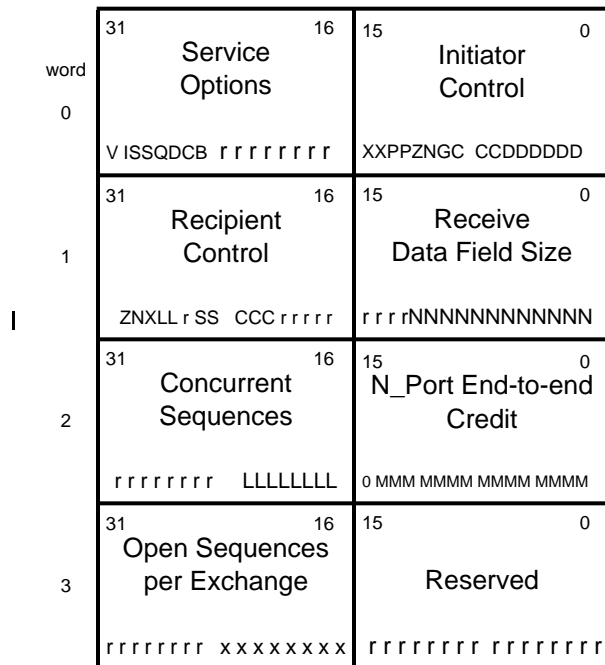 31 16 15 0
word
Service Options
Initiator Control
0
V ISSQDCB r r r r r r r r
XXPPZNGC CCDDDDDD
31 16 15 0
Recipient Control
Receive Data Field Size
1
ZNXLL r SS CCC r r r r r
r r r rNNNNNNNNNNNN
31 16 15 0
Concurrent Sequences
N_Port End-to-end Credit
2
r r r r r r r r LLLLLLLL
0 MMM MMMM MMMM MMMM
31 16 15 0
Open Sequences per Exchange
Reserved
3
r r r r r r r r x x x x x x x x
r r r r r r r r r r r r r r r r